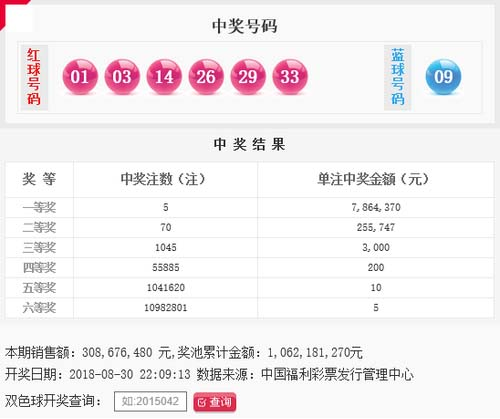 中奖号码
红球号码 01 03 14 26 29 33 蓝球号码 09
中奖结果
奖 等 中奖注数（注） 单注中奖金额（元）
一等奖 5 7,864,370
二等奖 70 255,747
三等奖 1045 3,000
四等奖 55885 200
五等奖 1041620 10
六等奖 10982801 5
本期销售额：308,676,480 元,奖池累计金额：1,062,181,270元
开奖日期：2018-08-30 22:09:13 数据来源：中国福利彩票发行管理中心
双色球开奖查询： 如:2015042 查询